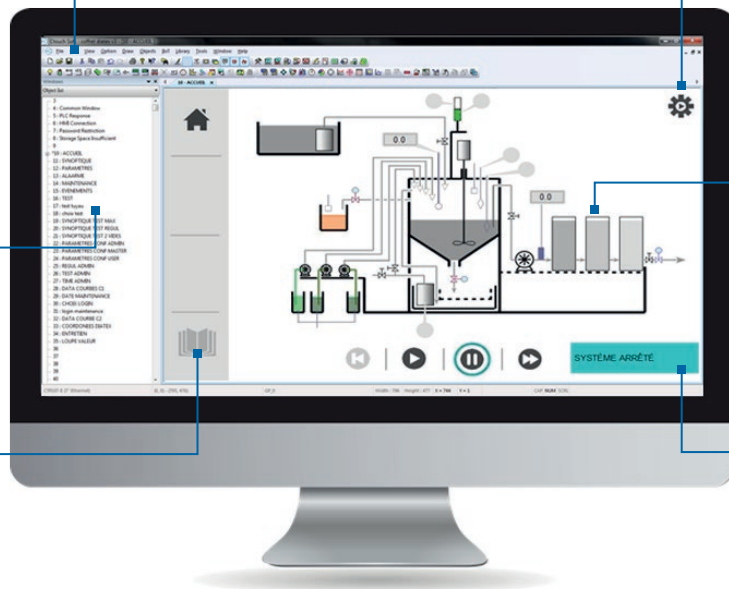 File View Option Draw Objects Library Tools Window Help
10 - ACCUEIL
Object list
3
4 : Common Window
5 : PLC Response
6 : HMI Connection
7 : Password Restriction
8 : Storage Space Insufficient
9
*10 : ACCUEIL
11 : SYNOPTIQUE
12 : PARAMETRES
13 : ALAARME
14 : MAINTENANCE
15 : EVENEMENTS
16 : TEST
17 : test tuyau
18 : choix test
19 : SYNOPTIQUE TEST MAX
20 : SYNOPTIQUE TEST REGUL
21 : SYNOPTIQUE TEST 2 VIDES
22 : PARAMETRES CONF ADMIN
23 : PARAMETRES CONF MASTER
24 : PARAMETRES CONF USER
25 : REGUL ADMIN
26 : TEST ADMIN
27 : TIME ADMIN
28 : DATA COURBES C1
29 : DATE MAINTENANCE
30 : CHOIX LOGIN
31 : login maintenance
32 : DATA COURBE C2
33 : COORDONEES DIATEX
34 : ENTRETIEN
35 : LOUPE VALEUR
36
37
38
39
40
0.0
0.0
SYSTÈME ARRÊTÉ
CAP NUM SCRL